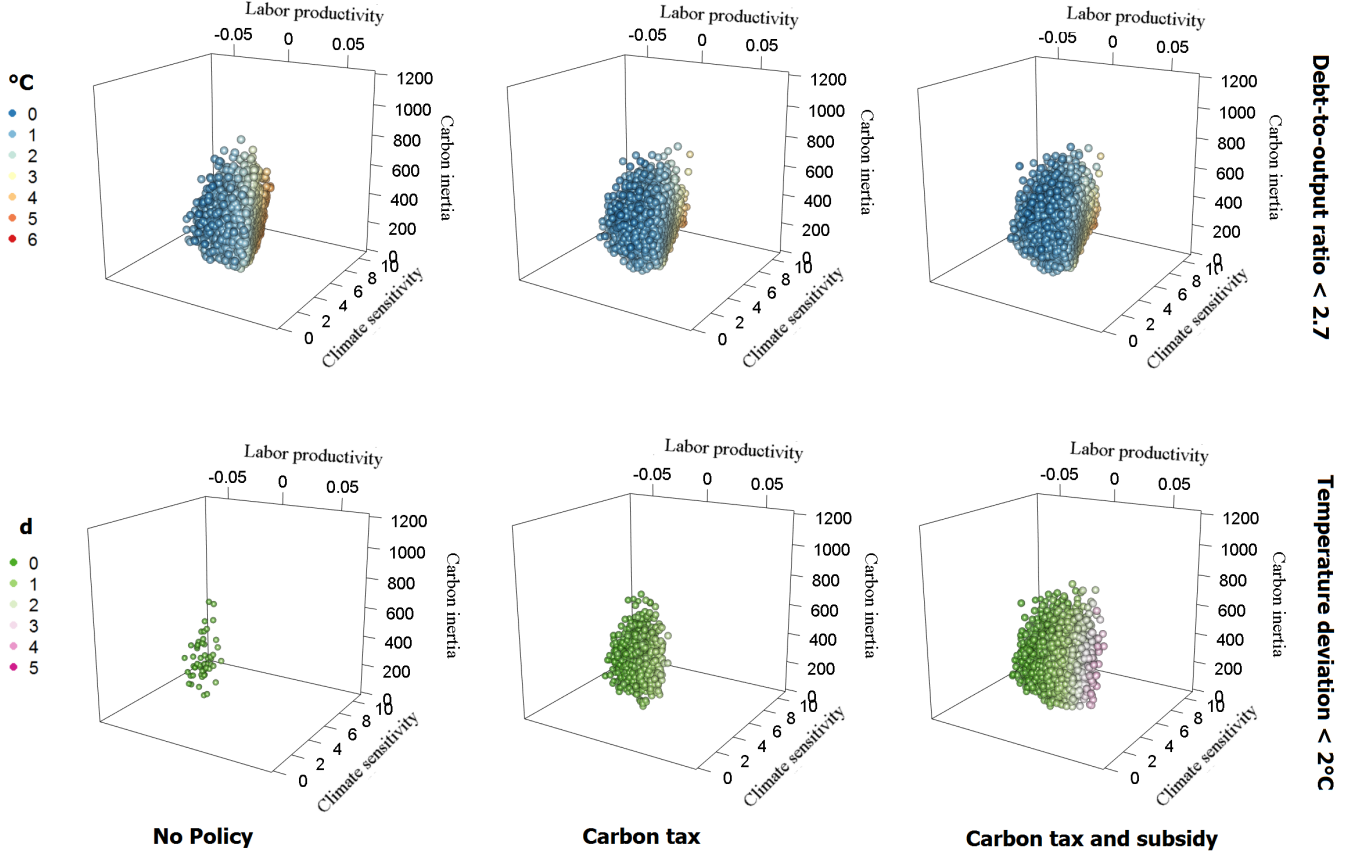 Labor productivity
-0.05 0 0.05
1200
1000
800
600
400
200
0
Carbon inertia
0 2 4 6 8 10
Climate sensitivity
Labor productivity
-0.05 0 0.05
1200
1000
800
600
400
200
0
Carbon inertia
0 2 4 6 8 10
Climate sensitivity
Labor productivity
-0.05 0 0.05
1200
1000
800
600
400
200
0
Carbon inertia
0 2 4 6 8 10
Climate sensitivity
°C
0
1
2
3
4
5
6
Debt-to-output ratio < 2.7
Labor productivity
-0.05 0 0.05
1200
1000
800
600
400
200
0
Carbon inertia
0 2 4 6 8 10
Climate sensitivity
Labor productivity
-0.05 0 0.05
1200
1000
800
600
400
200
0
Carbon inertia
0 2 4 6 8 10
Climate sensitivity
Labor productivity
-0.05 0 0.05
1200
1000
800
600
400
200
0
Carbon inertia
0 2 4 6 8 10
Climate sensitivity
d
0
1
2
3
4
5
Temperature deviation < 2°C
No Policy
Carbon tax
Carbon tax and subsidy